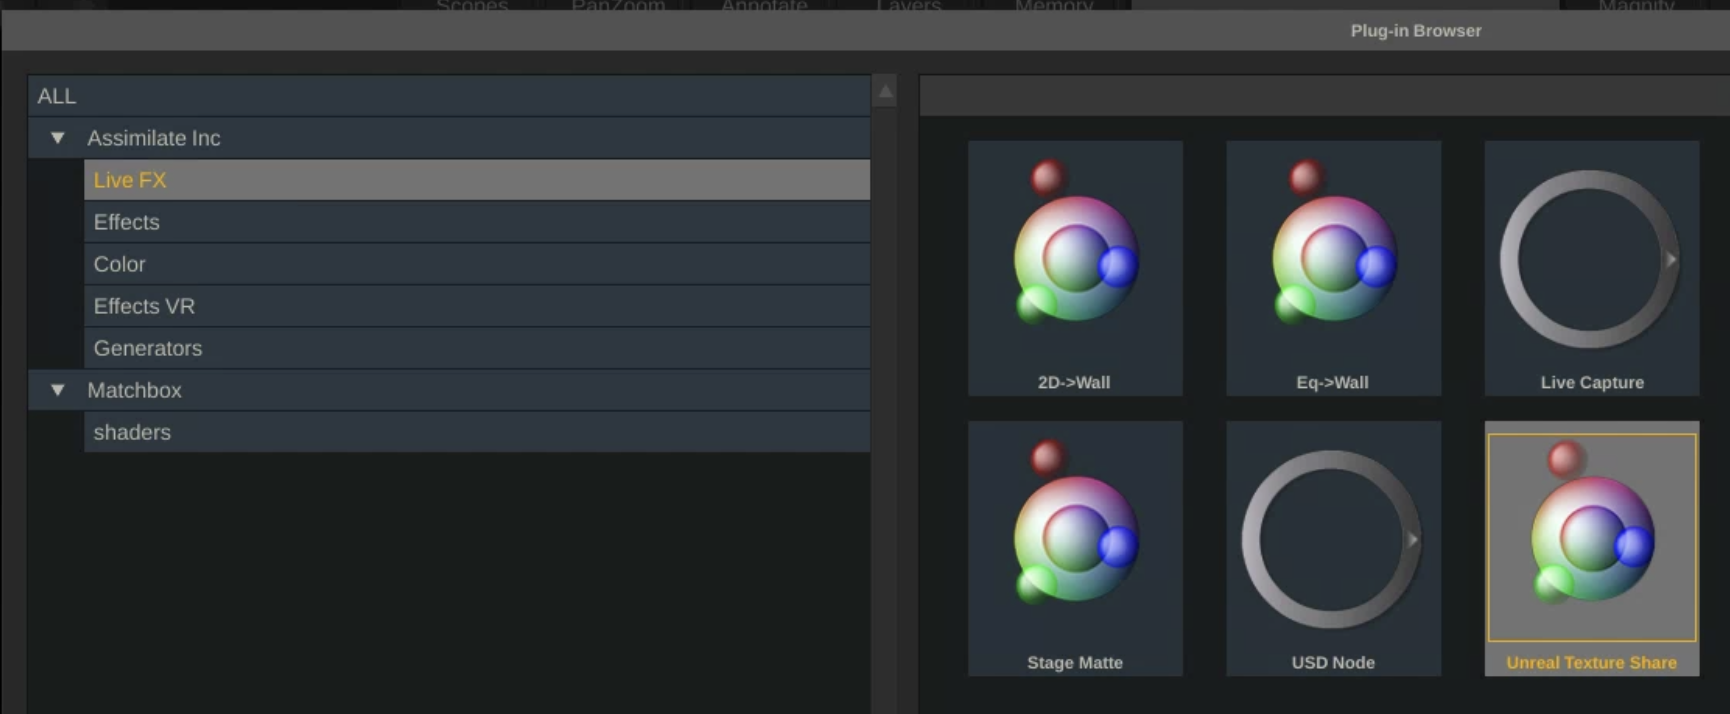 Scopes PanZoom Annotate Layers Memory Magnify
Plug-in Browser
ALL
Assimilate Inc
Live FX
Effects
Color
Effects VR
Generators
Matchbox
shaders
2D->Wall Eq->Wall Live Capture
Stage Matte USD Node Unreal Texture Share